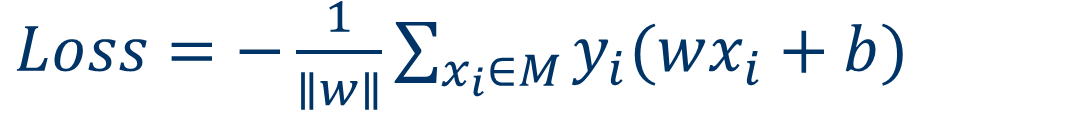 Loss = − 1/‖w‖ ∑_{x_i∈M} y_i(wx_i + b)